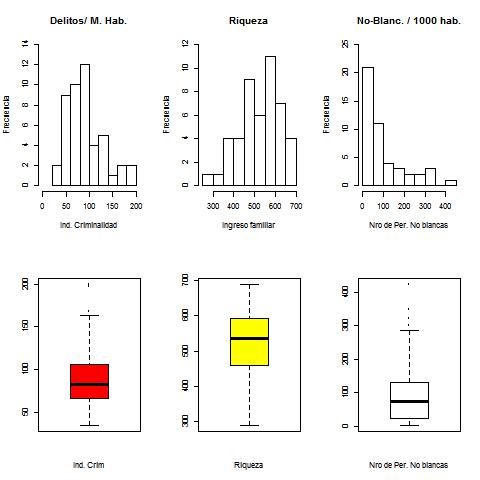 Delitos/ M. Hab.
Riqueza
No-Blanc. / 1000 hab.
Frecriencia
0 2 4 6 8 10 12 14
0 50 100 150 200
Ind. Criminalidad
Frecriencia
0 2 4 6 8 10 12
300 400 500 600 700
Ingreso familiar
Frecriencia
0 5 10 15 20 25
0 100 200 300 400
Nro de Per. No blancas
50 100 150 200
Ind. Crim
300 400 500 600 700
Riqueza
0 100 200 300 400
Nro de Per. No blancas